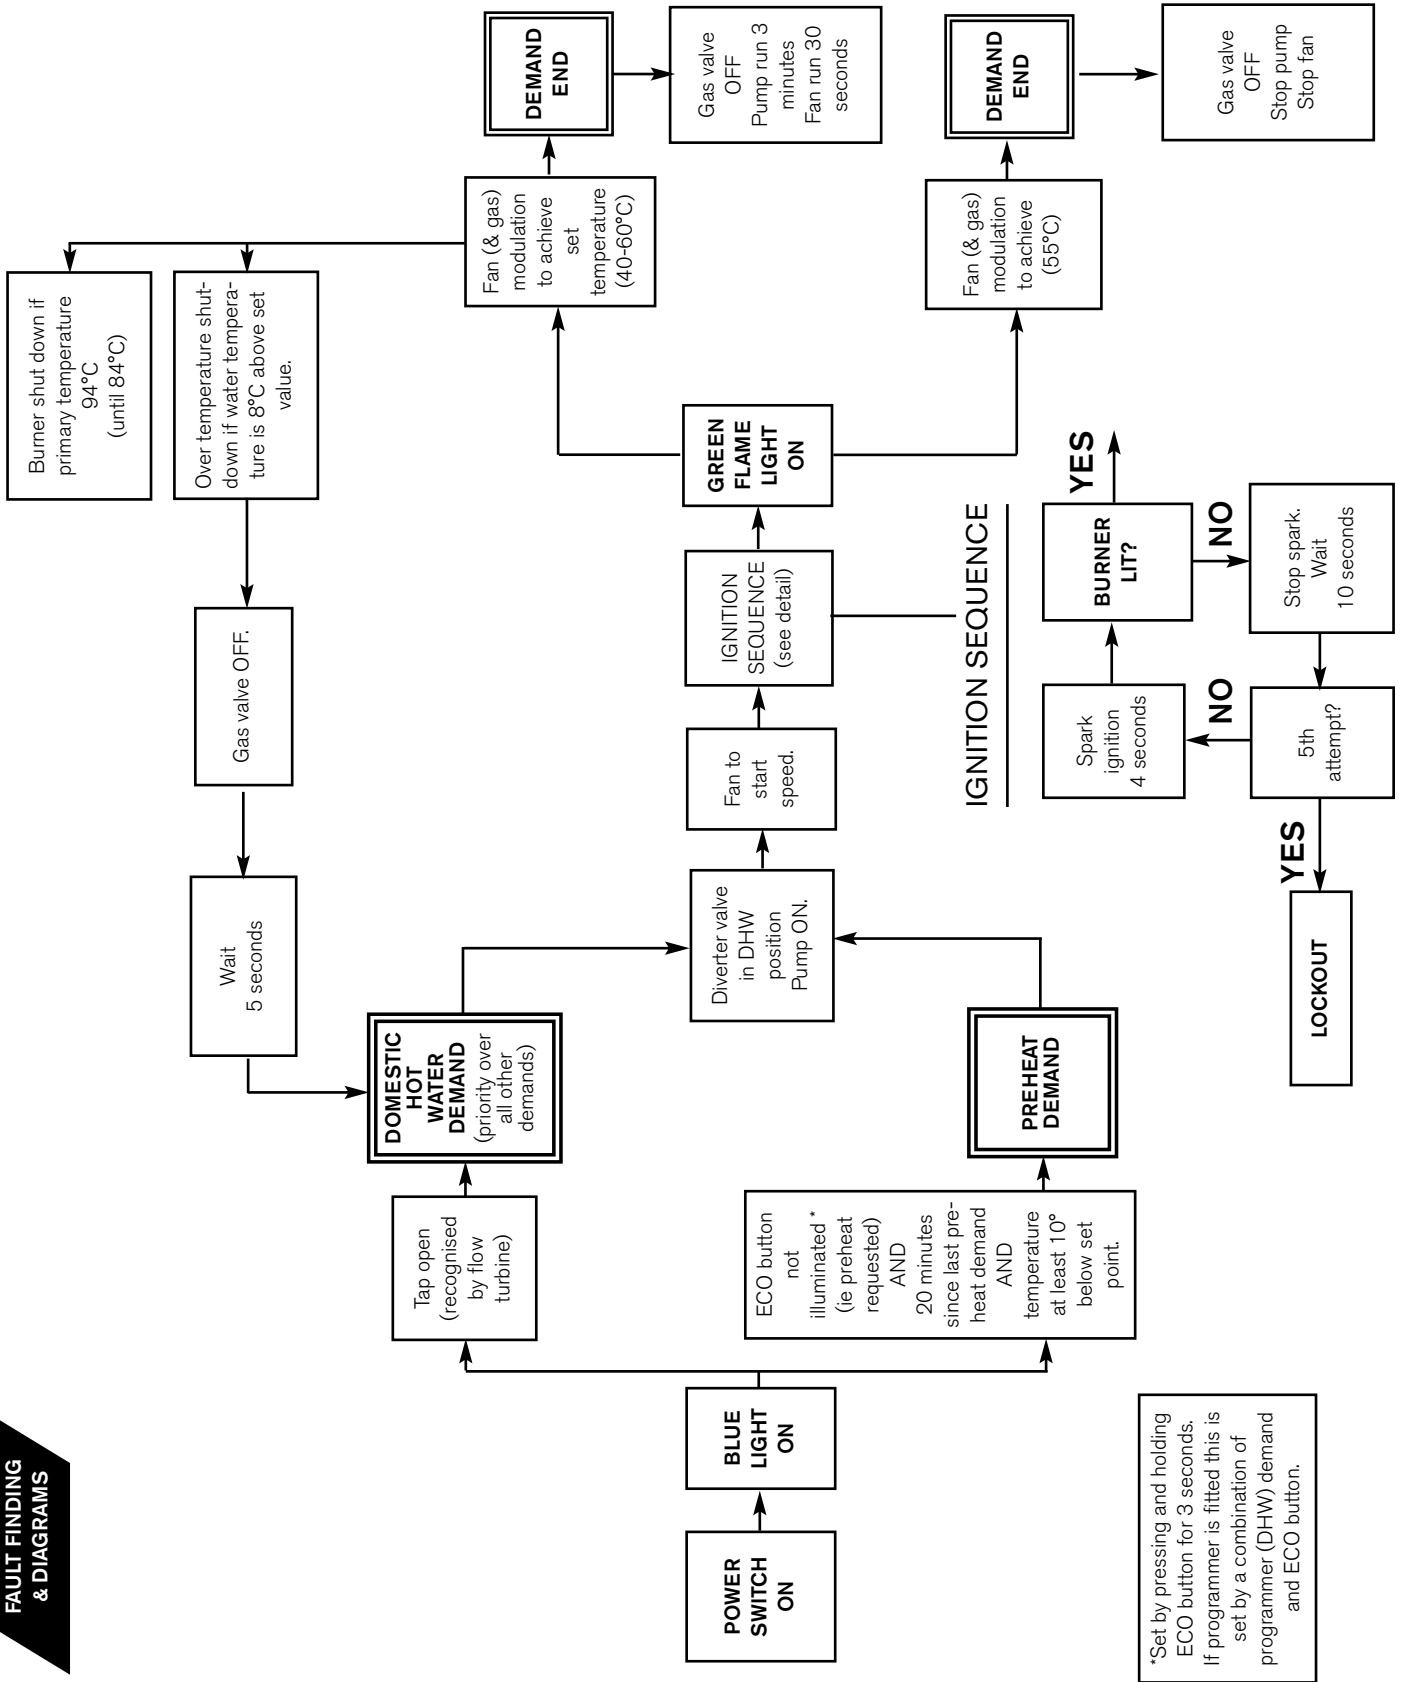 FAULT FINDING
& DIAGRAMS
POWER
SWITCH
ON
BLUE
LIGHT
ON
Tap open
(recognised
by flow
turbine)
DOMESTIC
HOT
WATER
DEMAND
(priority over
all other
demands)
Wait
5 seconds
Gas valve OFF.
Over temperature shut-
down if water tempera-
ture is 8°C above set
value.
Burner shut down if
primary temperature
94°C
(until 84°C)
ECO button
not
illuminated *
(ie preheat
requested)
AND
20 minutes
since last pre-
heat demand
AND
temperature
at least 10°
below set
point.
PREHEAT
DEMAND
Diverter valve
in DHW
position
Pump ON.
Fan to
start
speed.
IGNITION
SEQUENCE
(see detail)
GREEN
FLAME
LIGHT
ON
Fan (& gas)
modulation
to achieve
set
temperature
(40-60°C)
DEMAND
END
Gas valve
OFF
Pump run 3
minutes
Fan run 30
seconds
Fan (& gas)
modulation
to achieve
(55°C)
DEMAND
END
Gas valve
OFF
Stop pump
Stop fan
IGNITION SEQUENCE
Spark
ignition
4 seconds
BURNER
LIT?
YES
NO
Stop spark.
Wait
10 seconds
5th
attempt?
NO
YES
LOCKOUT
*Set by pressing and holding
ECO button for 3 seconds.
If programmer is fitted this is
set by a combination of
programmer (DHW) demand
and ECO button.